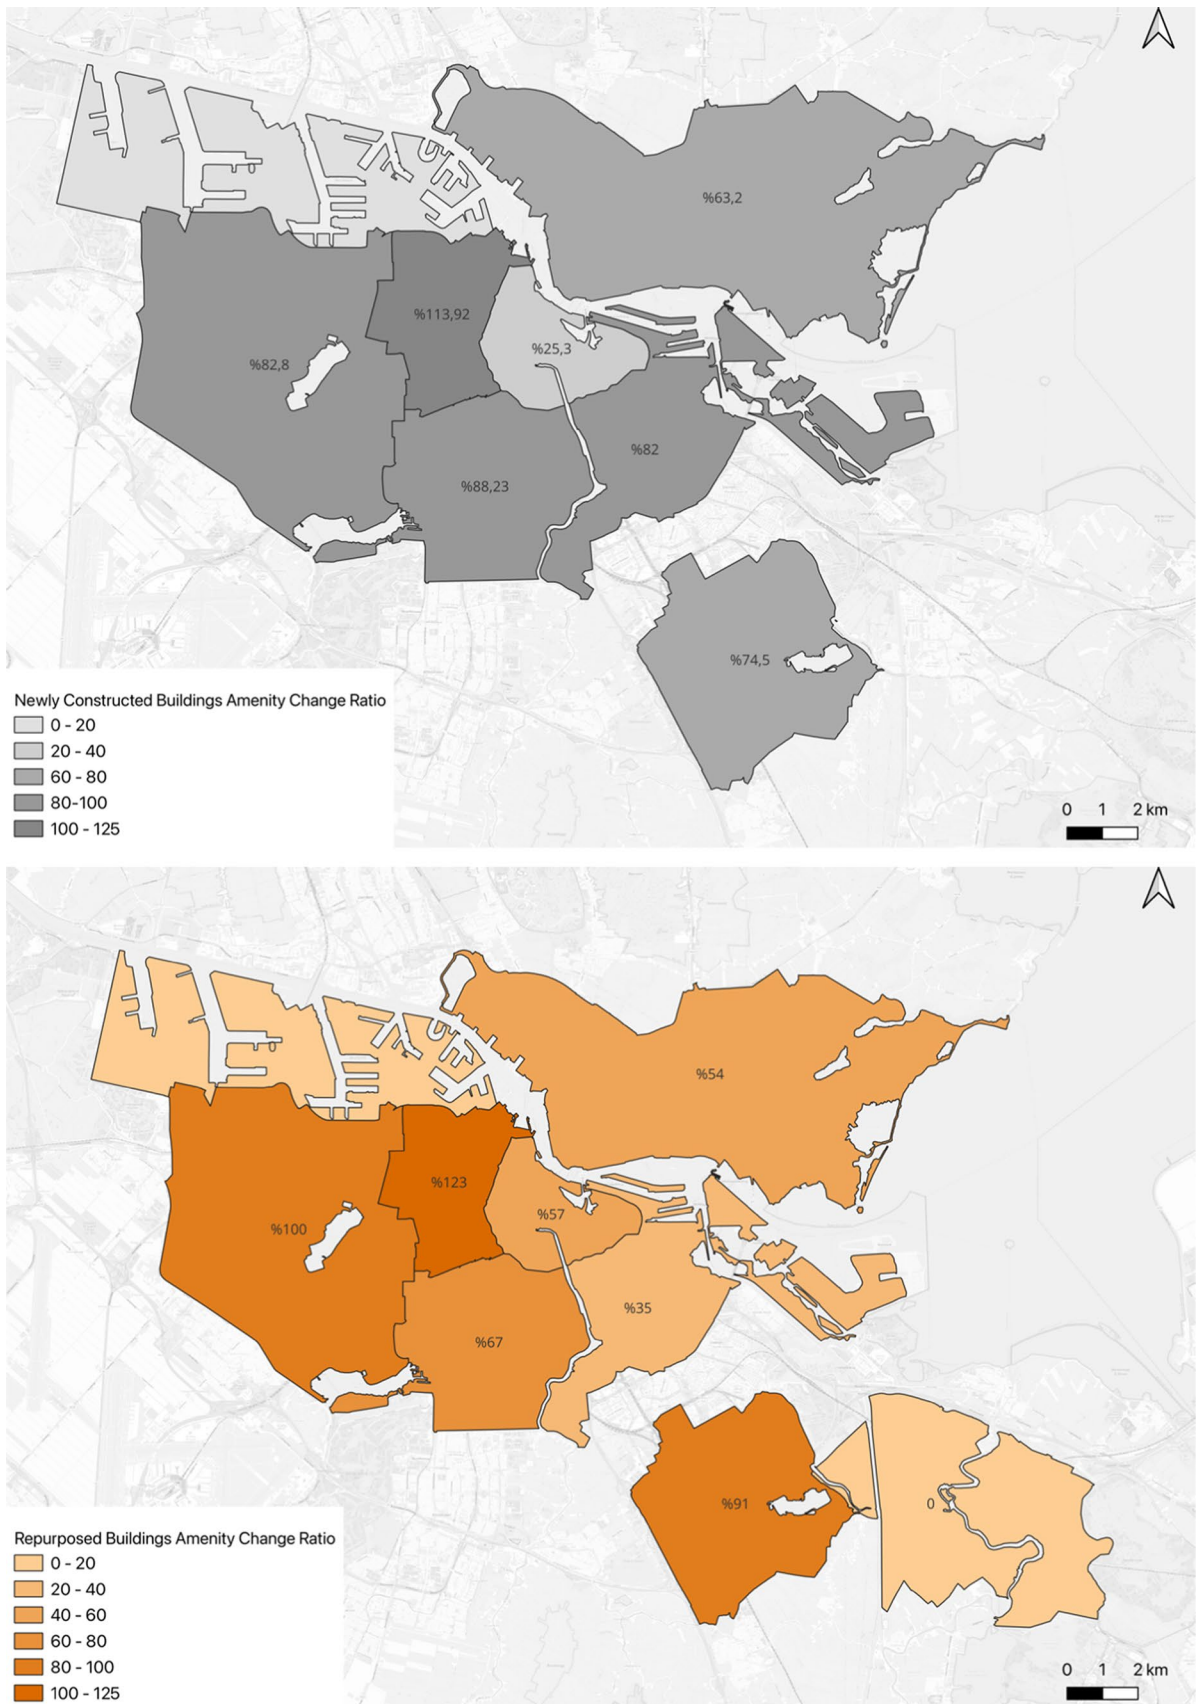 %63,2
%113,92
%25,3
%82,8
%82
%88,23
%74,5
Newly Constructed Buildings Amenity Change Ratio
0 - 20
20 - 40
60 - 80
80-100
100 - 125
0 1 2 km
%54
%123
%57
%100
%35
%67
%91
0
Repurposed Buildings Amenity Change Ratio
0 - 20
20 - 40
40 - 60
60 - 80
80 - 100
100 - 125
0 1 2 km